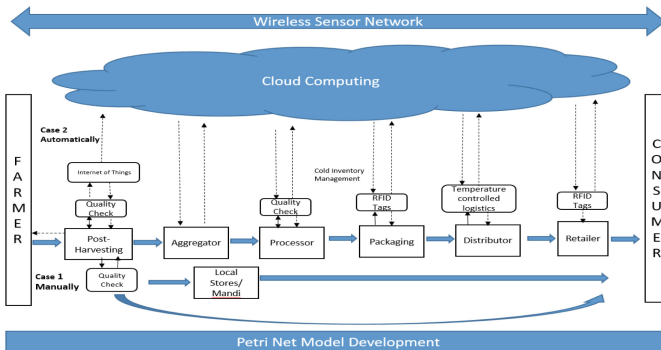 Wireless Sensor Network
Cloud Computing
Case 2
Automatically
Internet of Things
Quality
Check
Quality
Check
Cold Inventory
Management
RFID
Tags
Temperature
controlled
logistics
RFID
Tags
F
A
R
M
E
R
Post-
Harvesting
Aggregator
Processor
Packaging
Distributor
Retailer
C
O
N
S
U
M
E
R
Case 1
Manually
Quality
Check
Local
Stores/
Mandi
Petri Net Model Development